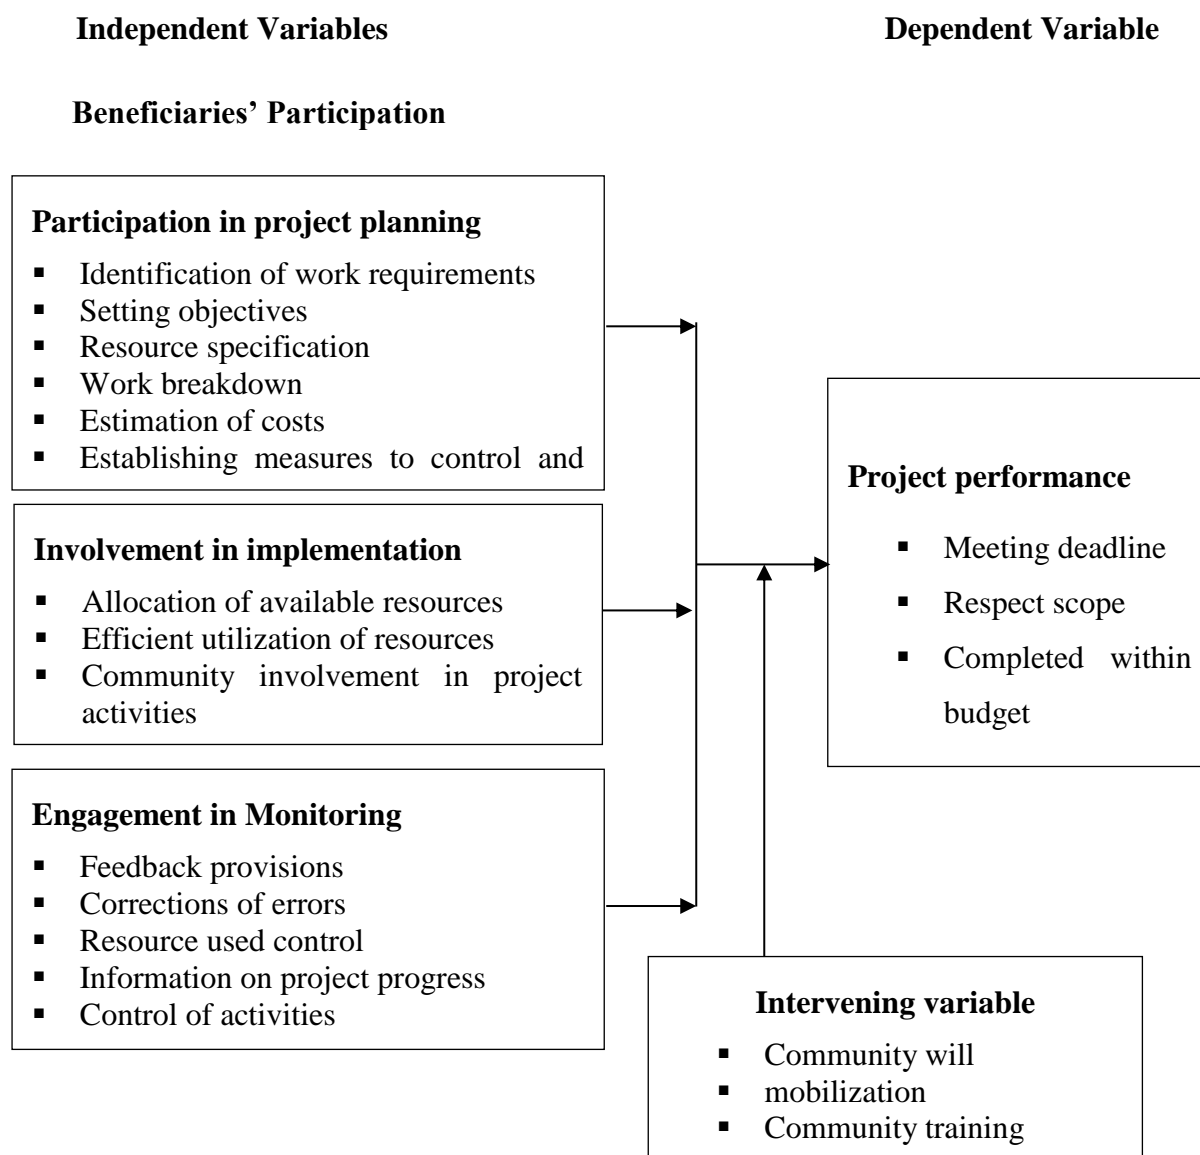 Independent Variables
Dependent Variable
Beneficiaries’ Participation
Participation in project planning
▪ Identification of work requirements
▪ Setting objectives
▪ Resource specification
▪ Work breakdown
▪ Estimation of costs
▪ Establishing measures to control and
Involvement in implementation
▪ Allocation of available resources
▪ Efficient utilization of resources
▪ Community involvement in project
activities
Engagement in Monitoring
▪ Feedback provisions
▪ Corrections of errors
▪ Resource used control
▪ Information on project progress
▪ Control of activities
Project performance
▪ Meeting deadline
▪ Respect scope
▪ Completed within
budget
Intervening variable
▪ Community will
▪ mobilization
▪ Community training